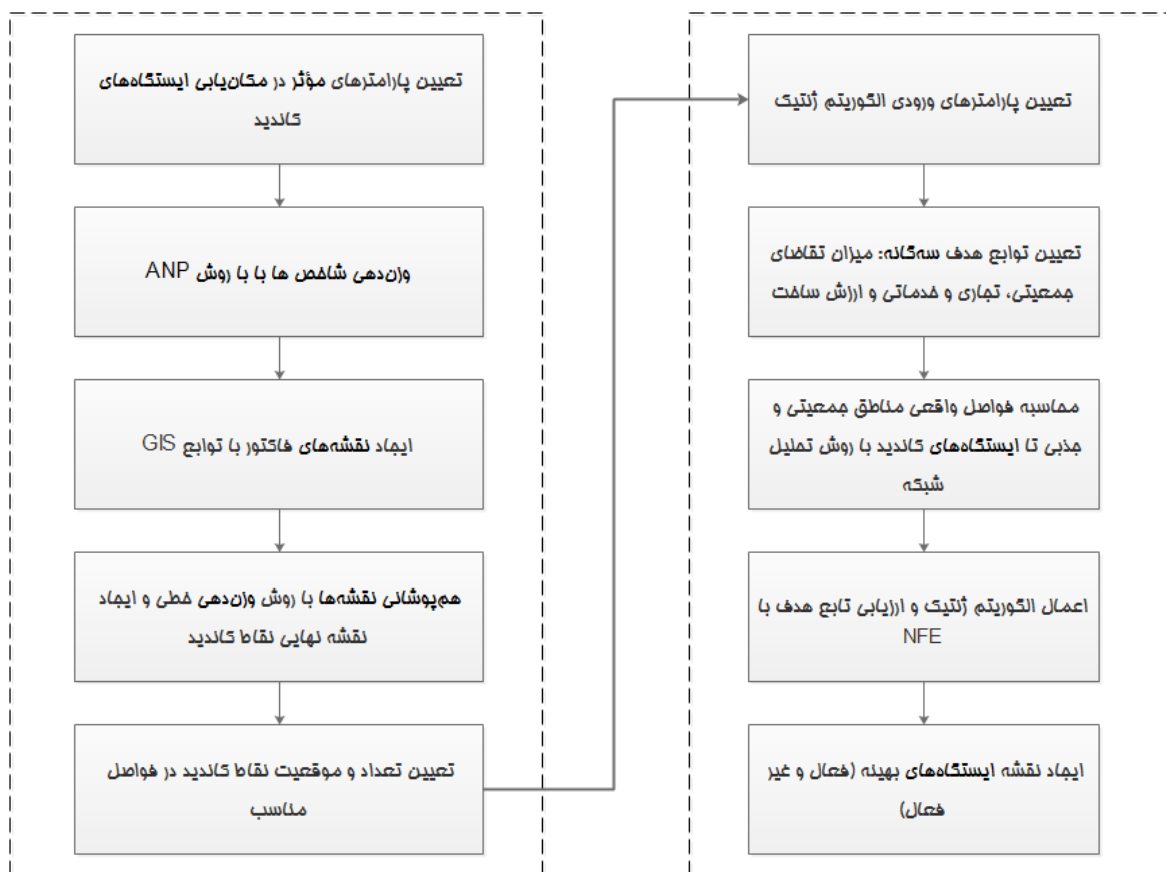 تعیین پارامترهای مؤثر در مکان‌یابی ایستگاه‌های
کاندید
وزن‌دهی شاخص ها با با روش ANP
ایجاد نقشه‌های فاکتور با توابع GIS
هم‌پوشانی نقشه‌ها با روش وزن‌دهی خطی و ایجاد
نقشه نهایی نقاط کاندید
تعیین تعداد و موقعیت نقاط کاندید در فواصل
مناسب
تعیین پارامترهای ورودی الگوریتم ژنتیک
تعیین توابع هدف سه‌گانه: میزان تقاضای
جمعیتی، تجاری و خدماتی و ارزش ساخت
محاسبه فواصل واقعی مناطق جمعیتی و
جذبی تا ایستگاه‌های کاندید با روش تحلیل
شبکه
اعمال الگوریتم ژنتیک و ارزیابی تابع هدف با
NFE
ایجاد نقشه ایستگاه‌های بهینه (فعال و غیر
فعال)